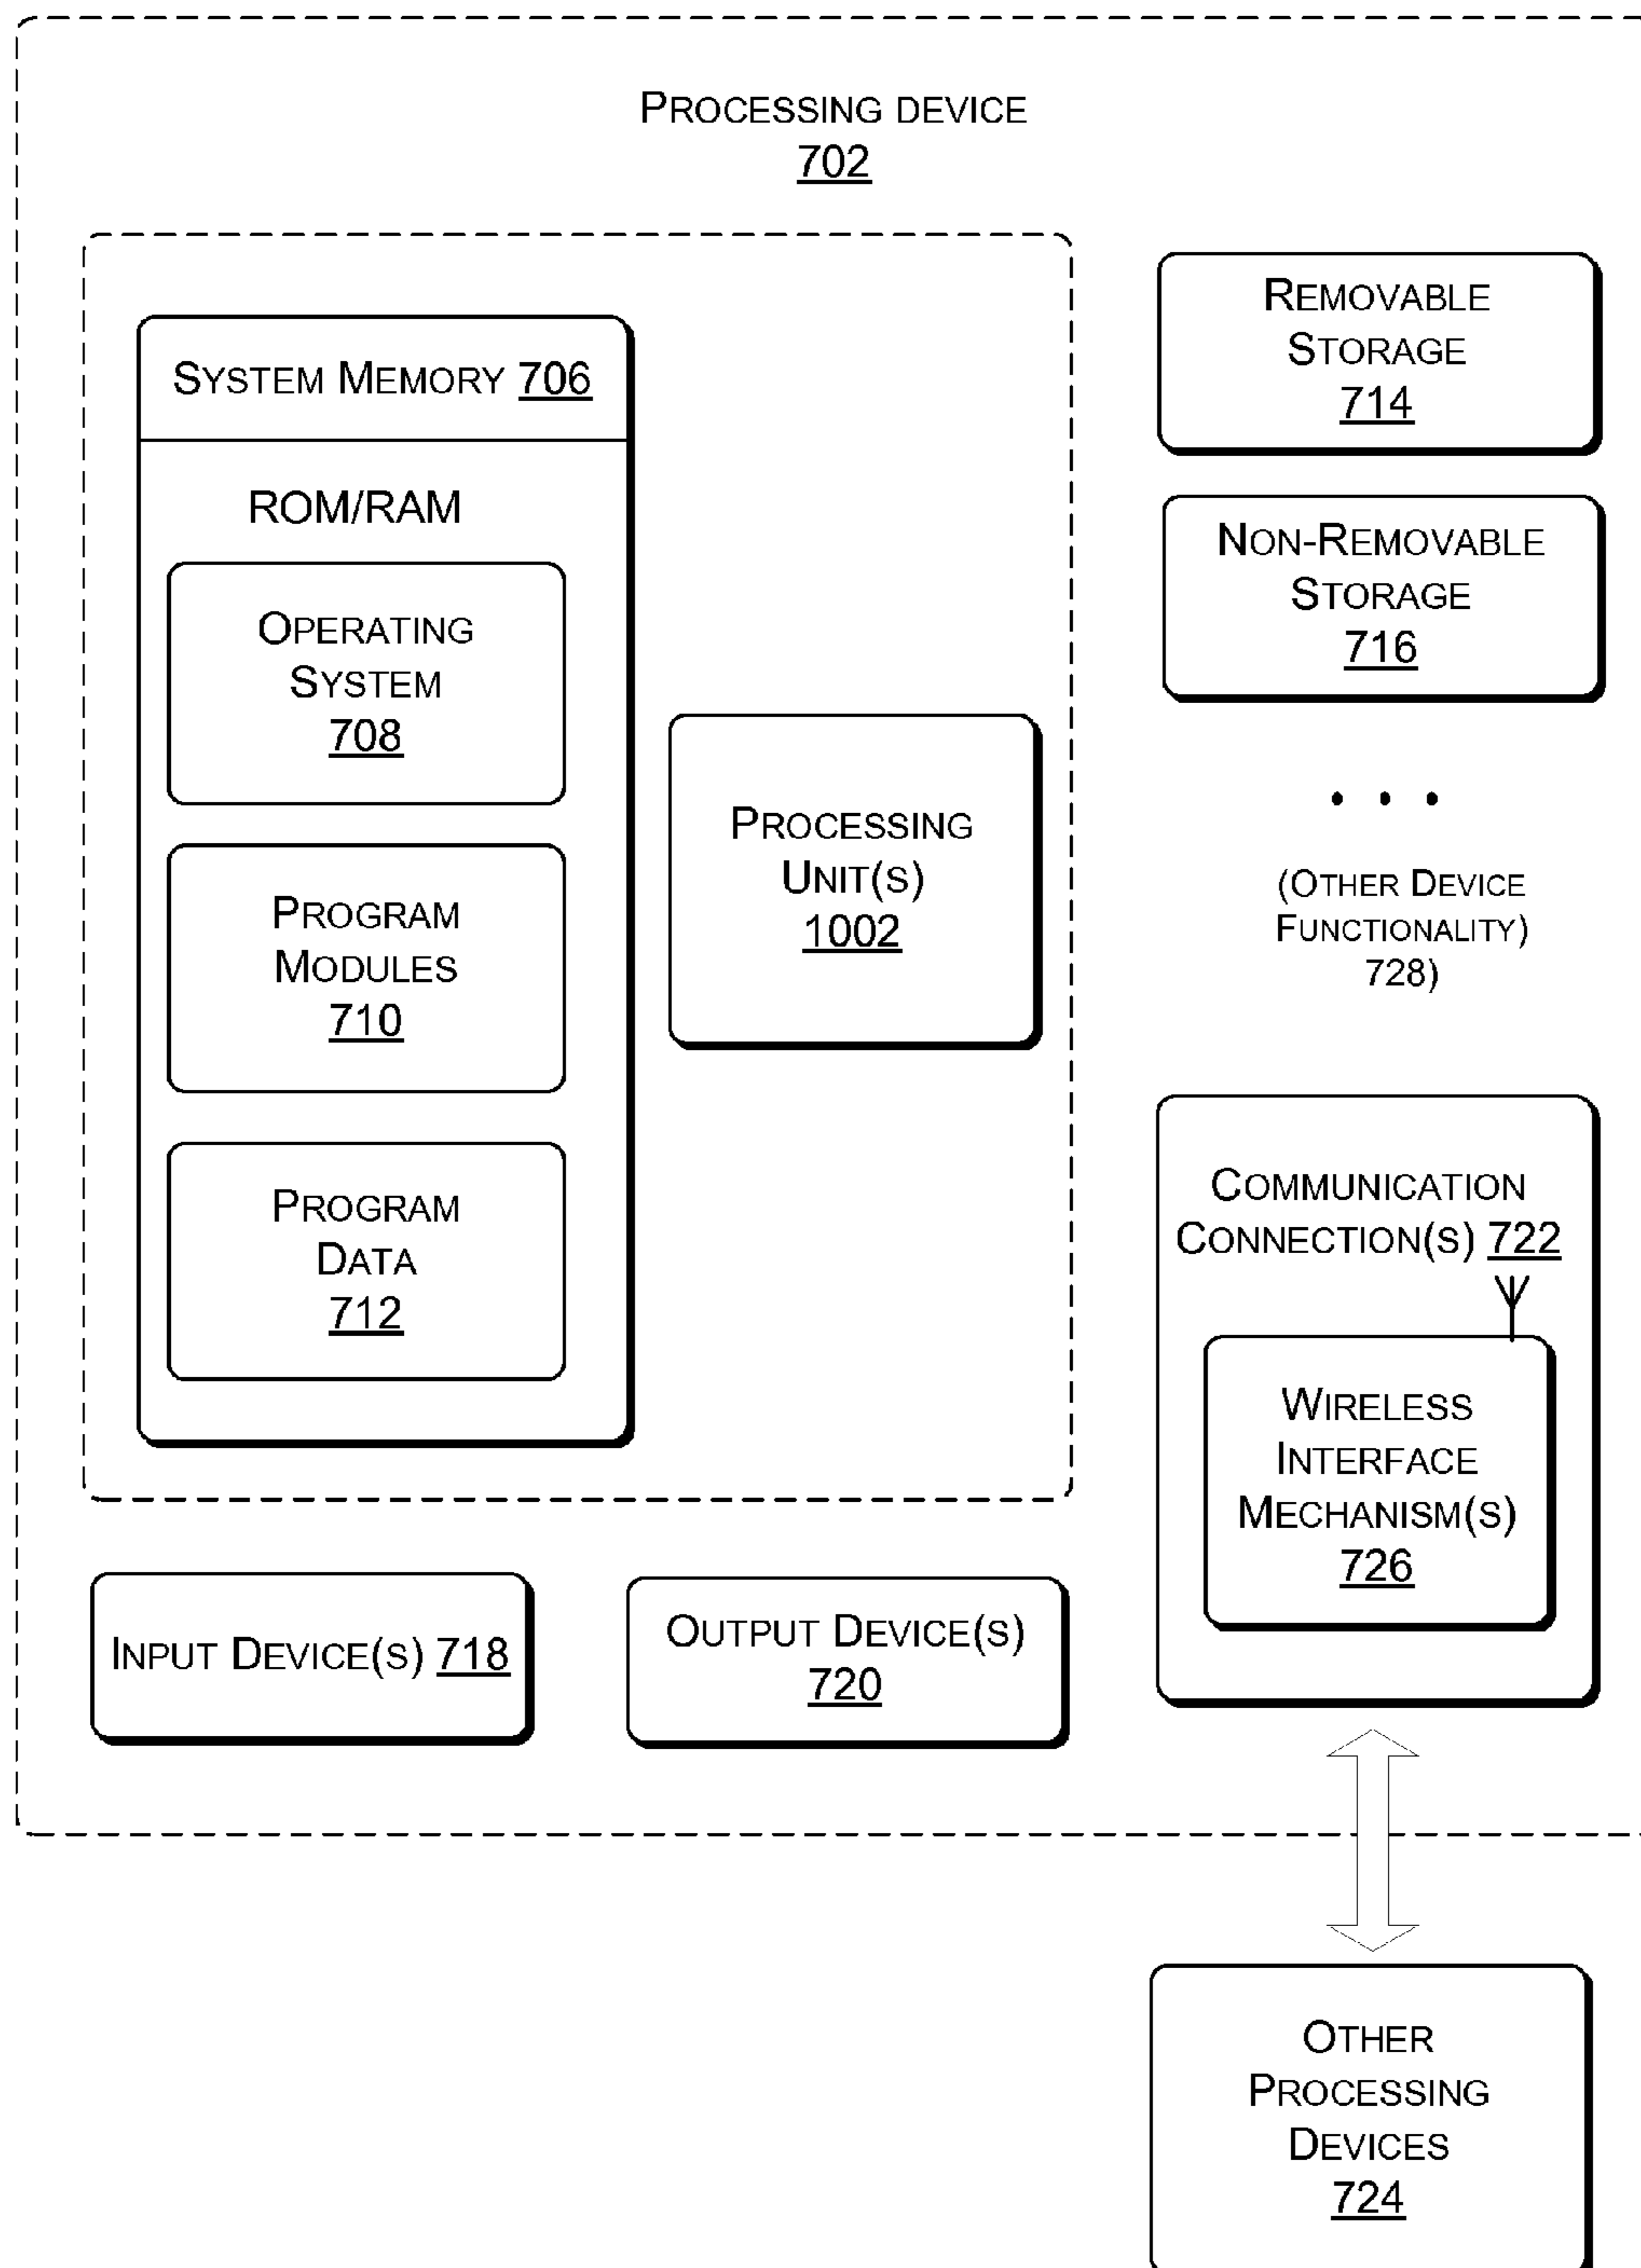 PROCESSING DEVICE
702
SYSTEM MEMORY 706
ROM/RAM
OPERATING
SYSTEM
708
PROGRAM
MODULES
710
PROGRAM
DATA
712
PROCESSING
UNIT(S)
1002
REMOVABLE
STORAGE
714
NON-REMOVABLE
STORAGE
716
• • •
(OTHER DEVICE
FUNCTIONALITY)
728)
COMMUNICATION
CONNECTION(S) 722
WIRELESS
INTERFACE
MECHANISM(S)
726
INPUT DEVICE(S) 718
OUTPUT DEVICE(S)
720
OTHER
PROCESSING
DEVICES
724